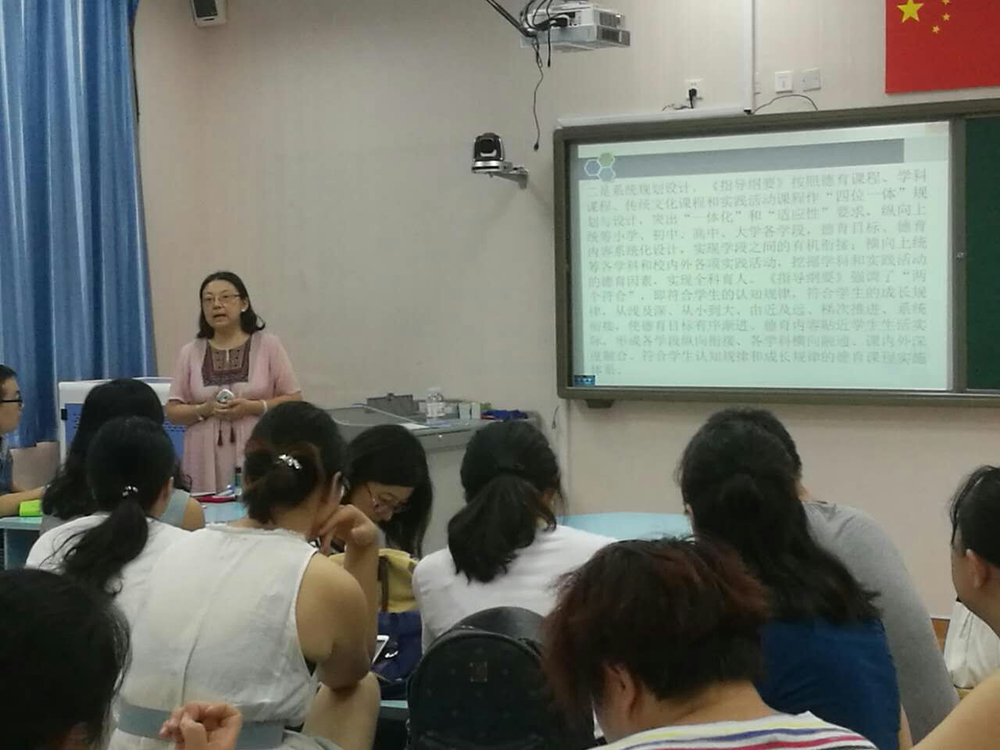 二是系统规划设计。《指导纲要》按照德育课程、学科
课程、传统文化课程和实践活动课程作“四位一体”规
划与设计，突出“一体化”和“适应性”要求，纵向上
统筹小学、初中、高中、大学各学段，德育目标、德育
内容系统化设计，实现学段之间的有机衔接；横向上统
筹各学科和校内外各项实践活动，挖掘学科和实践活动
的德育因素，实现全科育人。《指导纲要》强调了“两
个符合”，即符合学生的认知规律，符合学生的成长规
律，从浅及深、从小到大、由近及远、梯次推进、系统
衔接，使德育目标有序渐进、德育内容贴近学生生活实
际，形成各学段纵向衔接、各学科横向融通、课内外深
度融合、符合学生认知规律和成长规律的德育课程实施
体系。